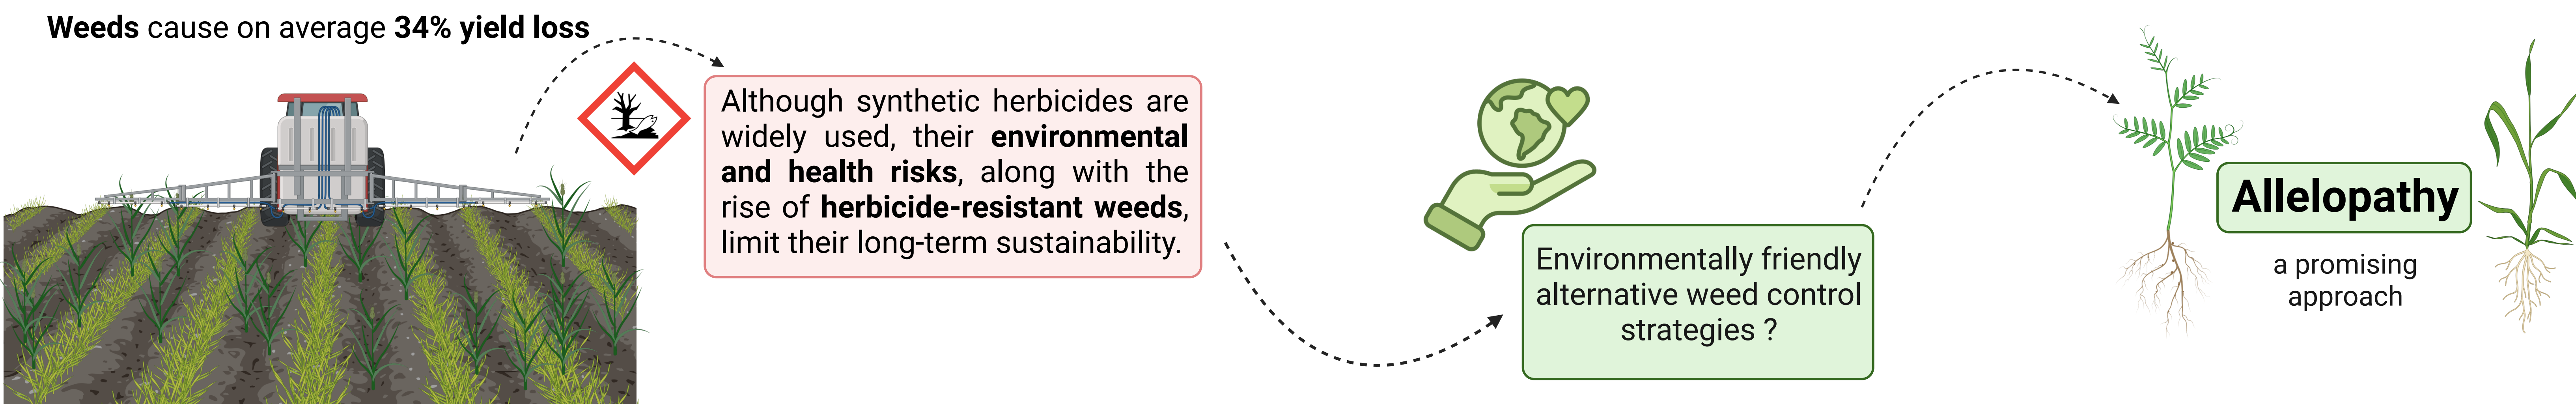 Weeds cause on average 34% yield loss
Although synthetic herbicides are
widely used, their environmental
and health risks, along with the
rise of herbicide-resistant weeds,
limit their long-term sustainability.
Environmentally friendly
alternative weed control
strategies ?
Allelopathy
a promising
approach